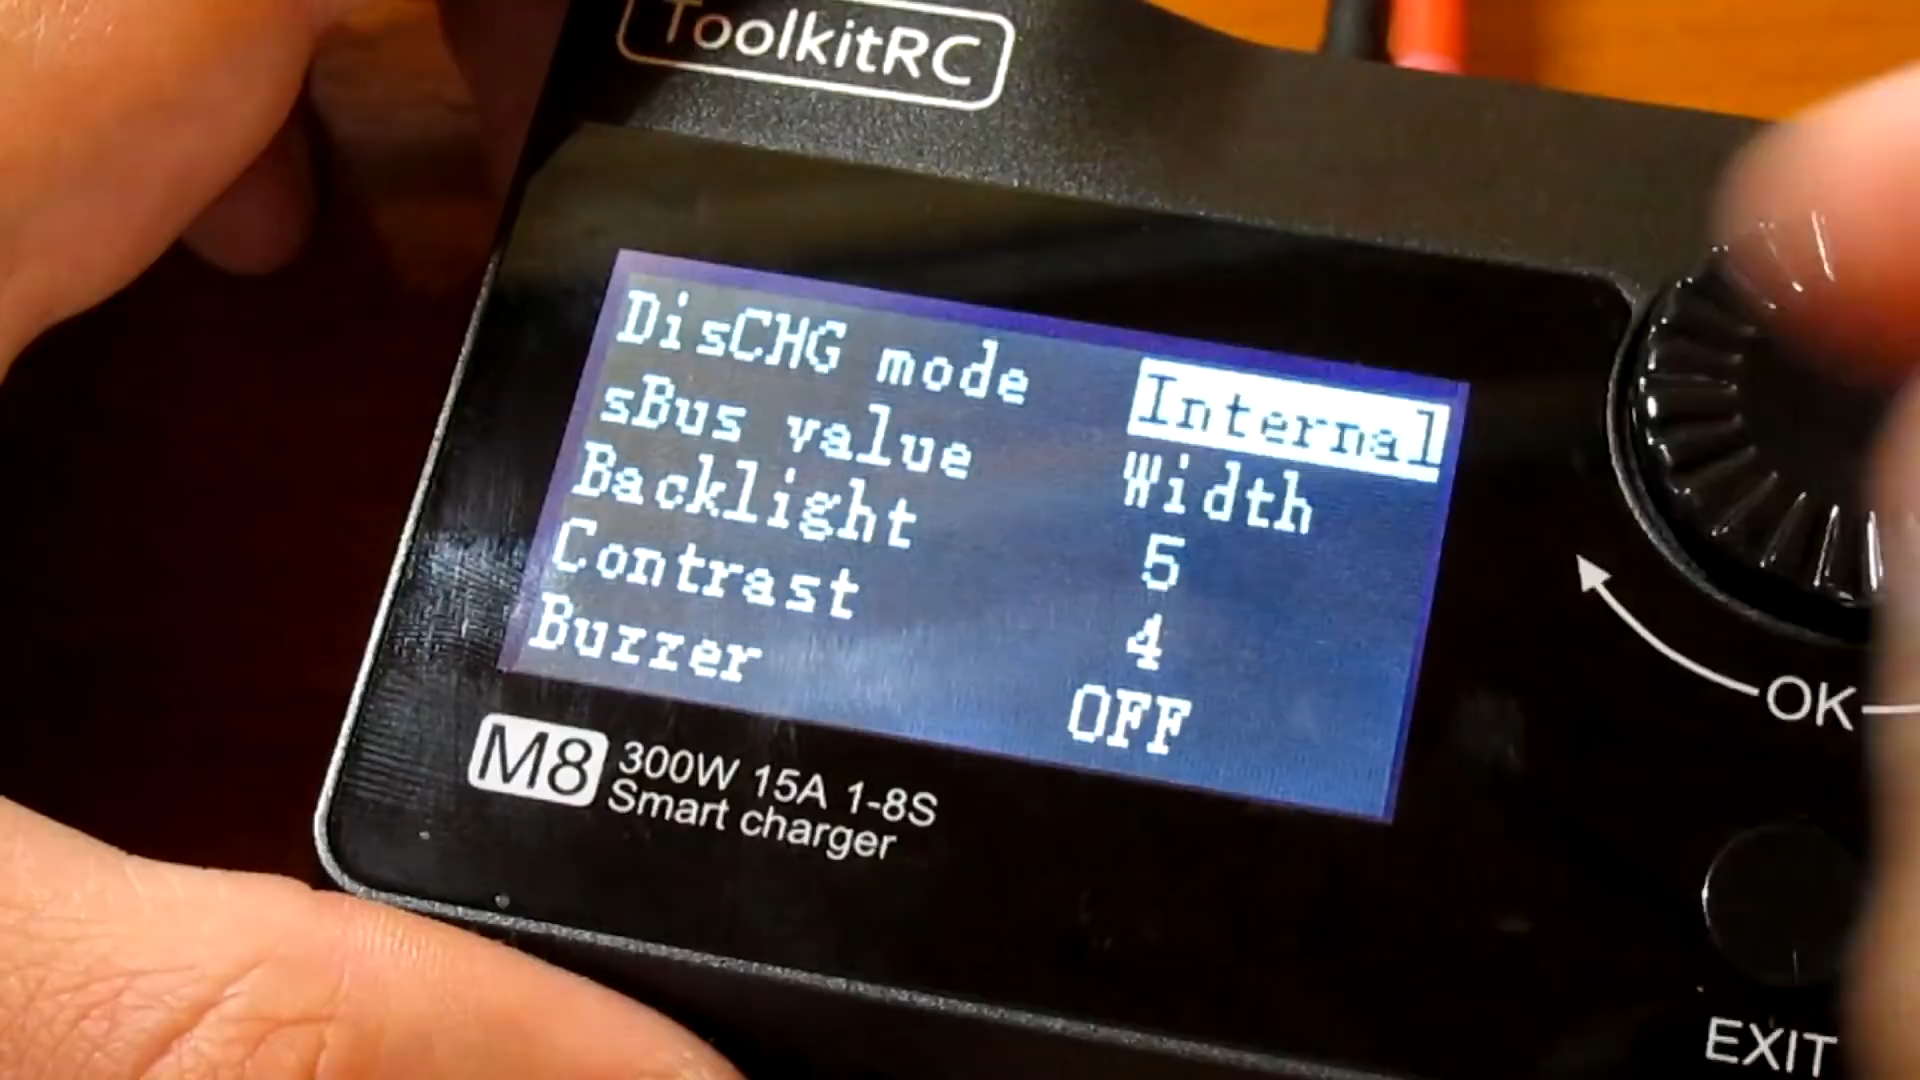 ToolkitRC
DisCHG mode Internal
sBus value Width
Backlight 5
Contrast 4
Buzzer OFF
M8 300W 15A 1-8S
Smart charger
OK
EXIT